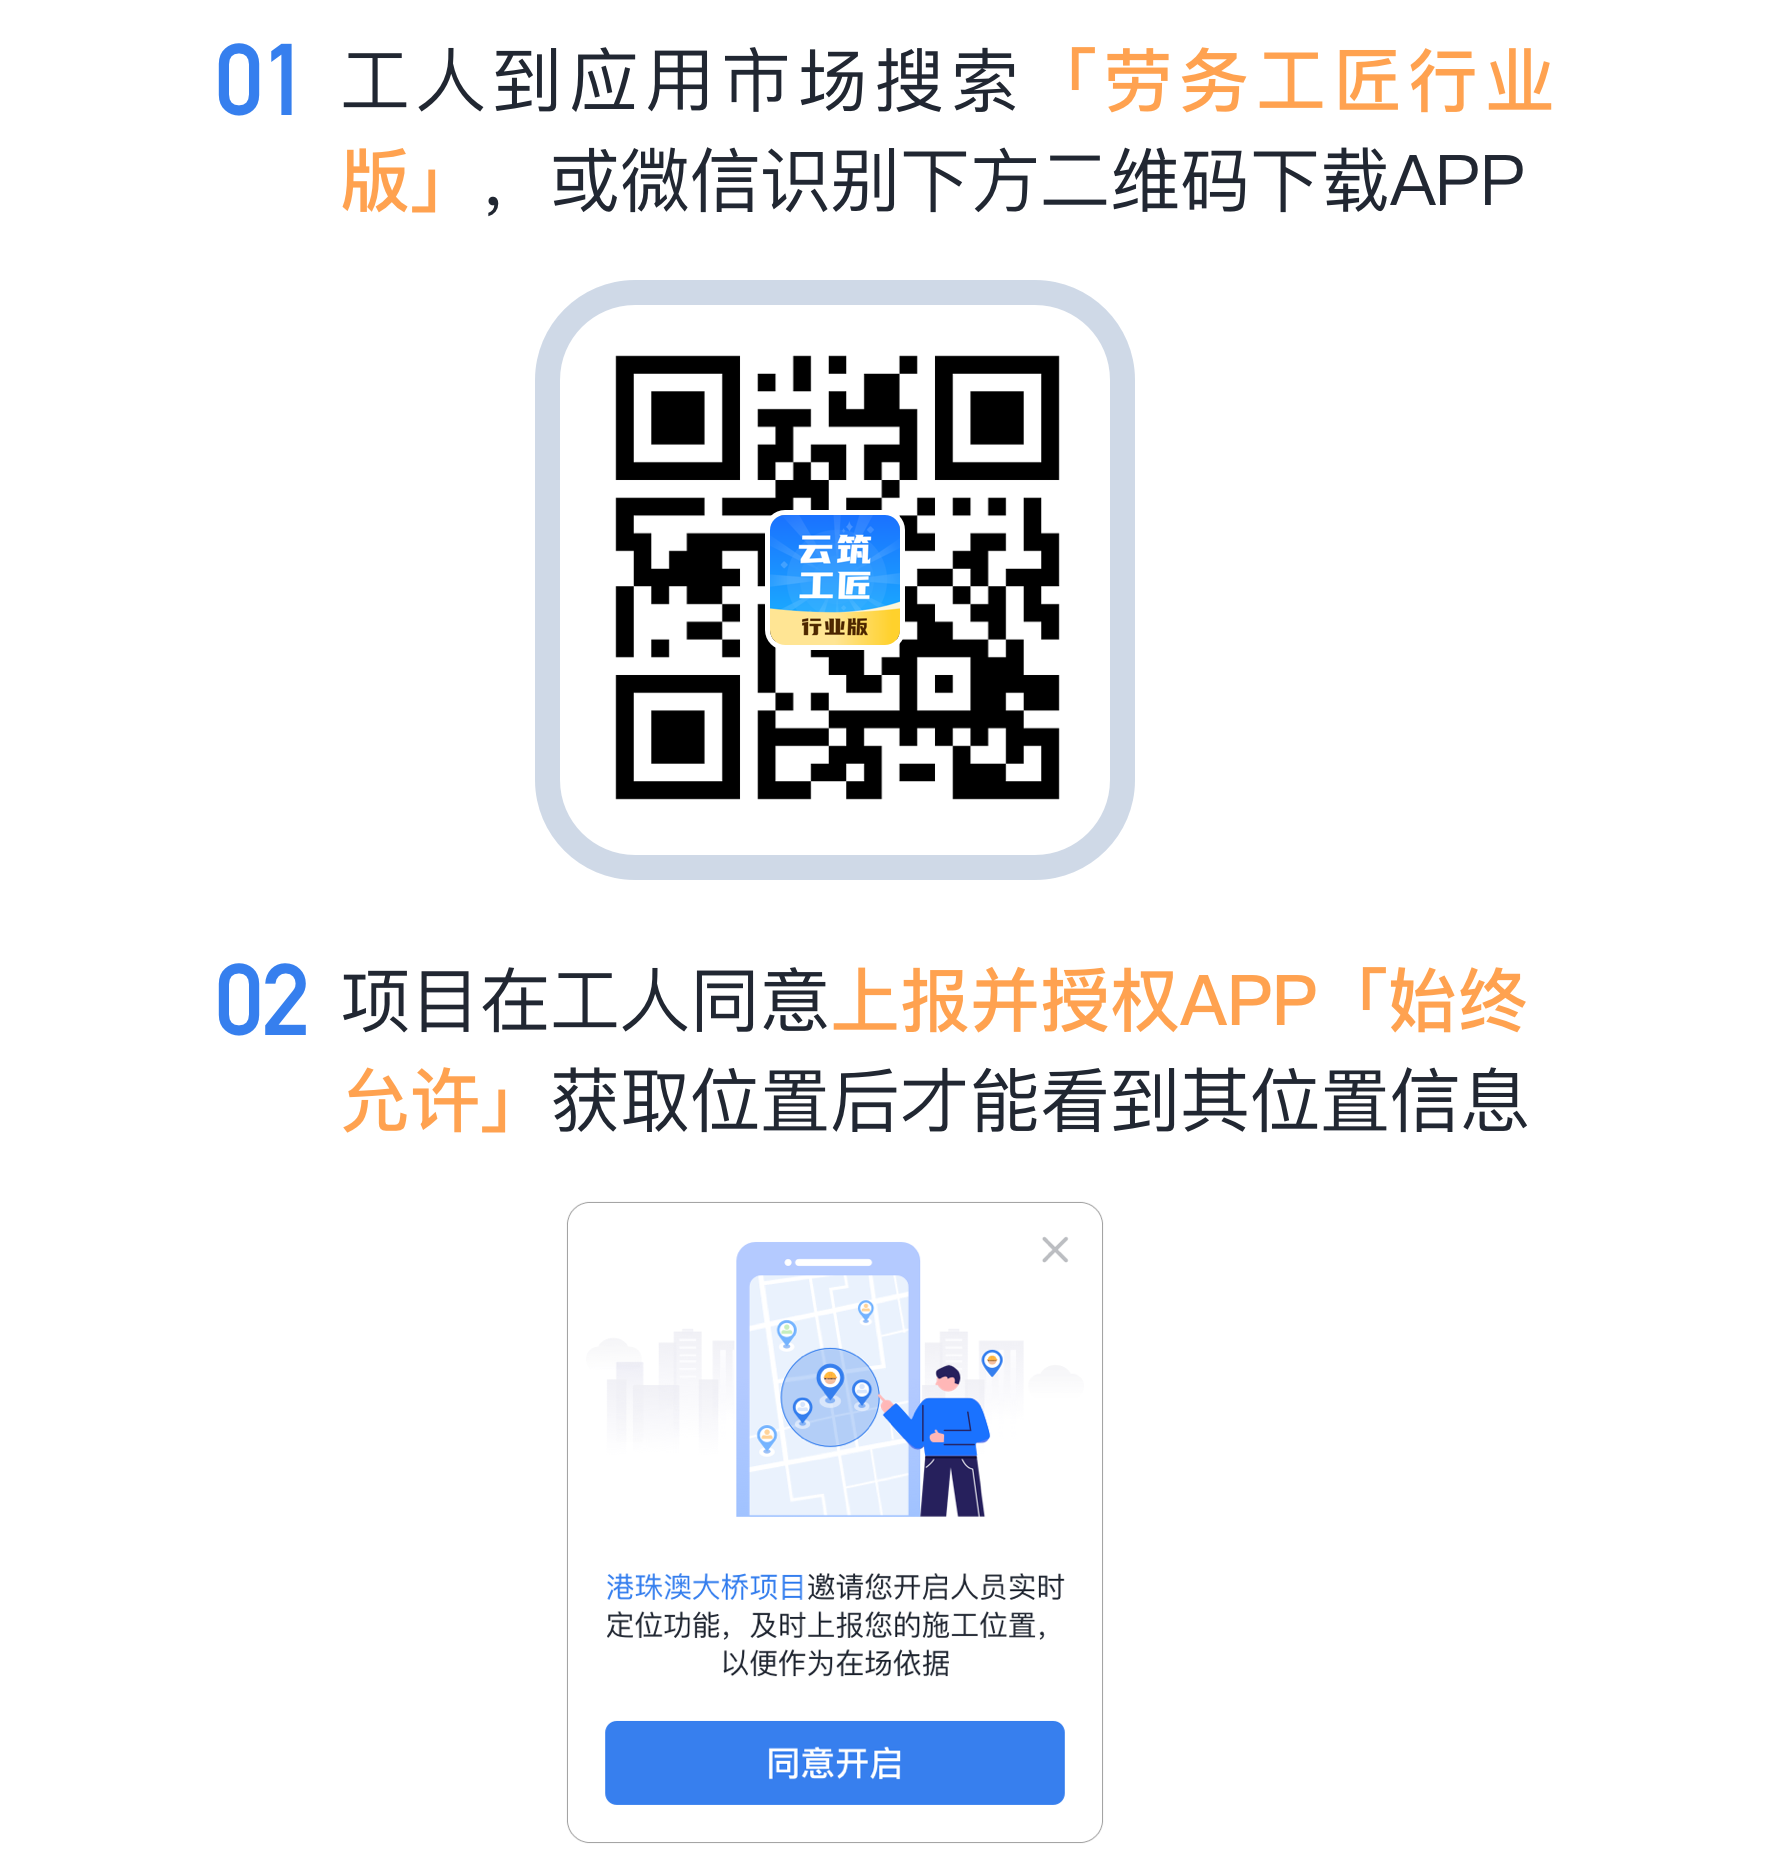 01 工人到应用市场搜索「劳务工匠行业
版」，或微信识别下方二维码下载APP
云筑
工匠
行业版
02 项目在工人同意上报并授权APP「始终
允许」获取位置后才能看到其位置信息
港珠澳大桥项目邀请您开启人员实时
定位功能，及时上报您的施工位置，
以便作为在场依据
同意开启